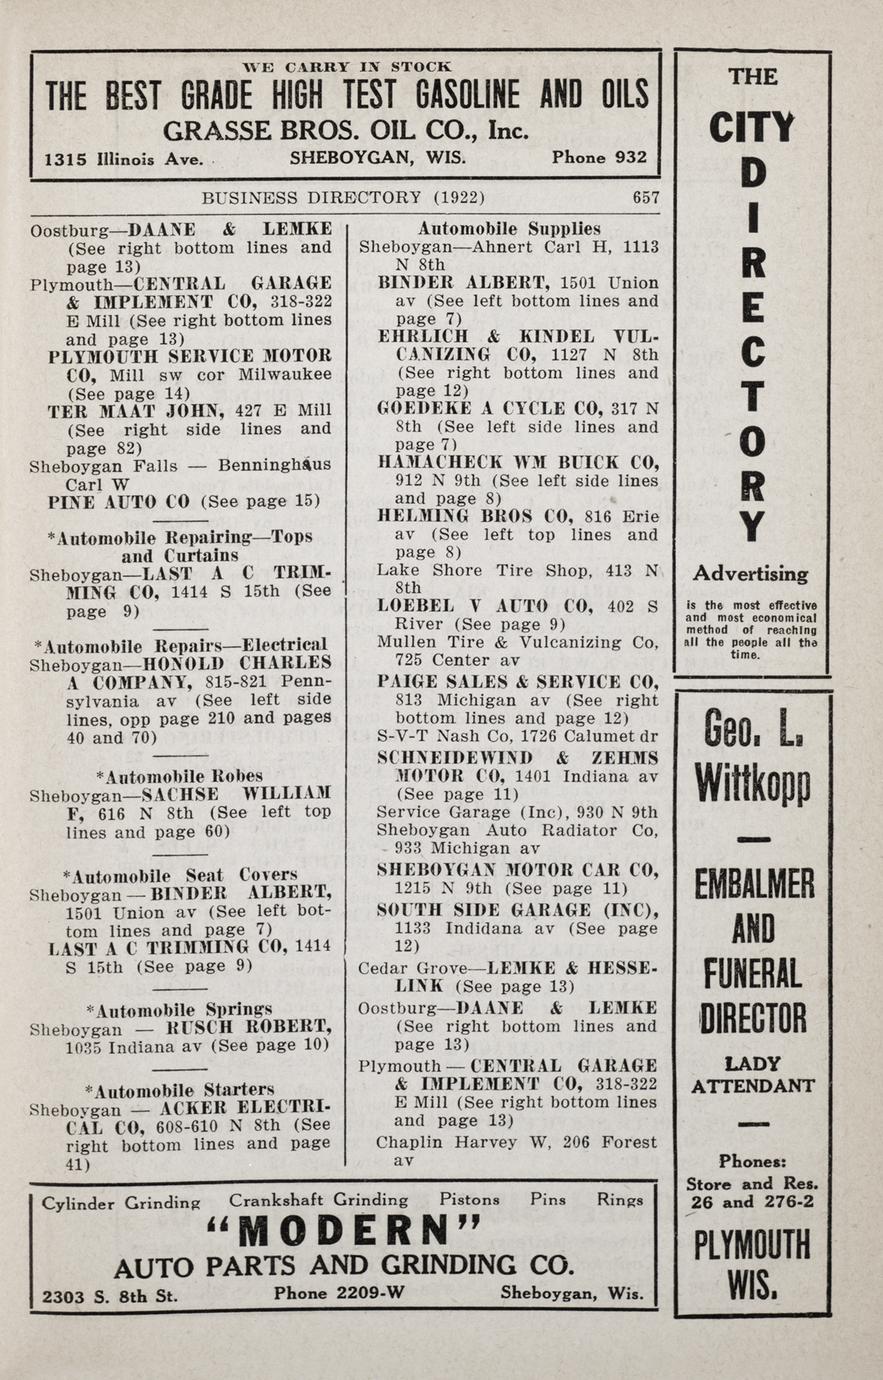 WE CARRY IN STOCK
THE BEST GRADE HIGH TEST GASOLINE AND OILS
GRASSE BROS. OIL CO., Inc.
1315 Illinois Ave. SHEBOYGAN, WIS. Phone 932
BUSINESS DIRECTORY (1922) 657
Oostburg—DAANE & LEMKE
(See right bottom lines and
page 13)
Plymouth—CENTRAL GARAGE
& IMPLEMENT CO, 318-322
E Mill (See right bottom lines
and page 13)
PLYMOUTH SERVICE MOTOR
CO, Mill sw cor Milwaukee
(See page 14)
TER MAAT JOHN, 427 E Mill
(See right side lines and
page 82)
Sheboygan Falls — Benninghaus
Carl W
PINE AUTO CO (See page 15)
*Automobile Repairing—Tops
and Curtains
Sheboygan—LAST A C TRIM-
MING CO, 1414 S 15th (See
page 9)
*Automobile Repairs—Electrical
Sheboygan—HONOLD CHARLES
A COMPANY, 815-821 Penn-
sylvania av (See left side
lines, opp page 210 and pages
40 and 70)
*Automobile Robes
Sheboygan—SACHSE WILLIAM
F, 616 N 8th (See left top
lines and page 60)
*Automobile Seat Covers
Sheboygan — BINDER ALBERT,
1501 Union av (See left bot-
tom lines and page 7)
LAST A C TRIMMING CO, 1414
S 15th (See page 9)
*Automobile Springs
Sheboygan — RUSCH ROBERT,
1035 Indiana av (See page 10)
*Automobile Starters
Sheboygan — ACKER ELECTRI-
CAL CO, 608-610 N 8th (See
right bottom lines and page
41)
Automobile Supplies
Sheboygan—Ahnert Carl H, 1113
N 8th
BINDER ALBERT, 1501 Union
av (See left bottom lines and
page 7)
EHRLICH & KINDEL VUL-
CANIZING CO, 1127 N 8th
(See right bottom lines and
page 12)
GOEDEKE A CYCLE CO, 317 N
8th (See left side lines and
page 7)
HAMACHECK WM BUICK CO,
912 N 9th (See left side lines
and page 8)
HELMING BROS CO, 816 Erie
av (See left top lines and
page 8)
Lake Shore Tire Shop, 413 N
8th
LOEBEL V AUTO CO, 402 S
River (See page 9)
Mullen Tire & Vulcanizing Co,
725 Center av
PAIGE SALES & SERVICE CO,
813 Michigan av (See right
bottom lines and page 12)
S-V-T Nash Co, 1726 Calumet dr
SCHNEIDEWIND & ZEHMS
MOTOR CO, 1401 Indiana av
(See page 11)
Service Garage (Inc), 930 N 9th
Sheboygan Auto Radiator Co,
933 Michigan av
SHEBOYGAN MOTOR CAR CO,
1215 N 9th (See page 11)
SOUTH SIDE GARAGE (INC),
1133 Indidana av (See page
12)
Cedar Grove—LEMKE & HESSE-
LINK (See page 13)
Oostburg—DAANE & LEMKE
(See right bottom lines and
page 13)
Plymouth — CENTRAL GARAGE
& IMPLEMENT CO, 318-322
E Mill (See right bottom lines
and page 13)
Chaplin Harvey W, 206 Forest
av
Cylinder Grinding Crankshaft Grinding Pistons Pins Rings
"MODERN"
AUTO PARTS AND GRINDING CO.
2303 S. 8th St. Phone 2209-W Sheboygan, Wis.
THE
CITY
D
I
R
E
C
T
O
R
Y
Advertising
is the most effective
and most economical
method of reaching
all the people all the
time.
Geo. L.
Wittkopp
—
EMBALMER
AND
FUNERAL
DIRECTOR
LADY
ATTENDANT
—
Phones:
Store and Res.
26 and 276-2
PLYMOUTH
WIS.